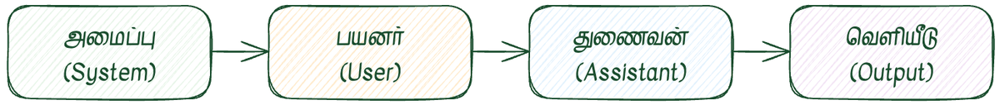 அமைப்பு
(System)
பயனர்
(User)
துணைவன்
(Assistant)
வெளியீடு
(Output)